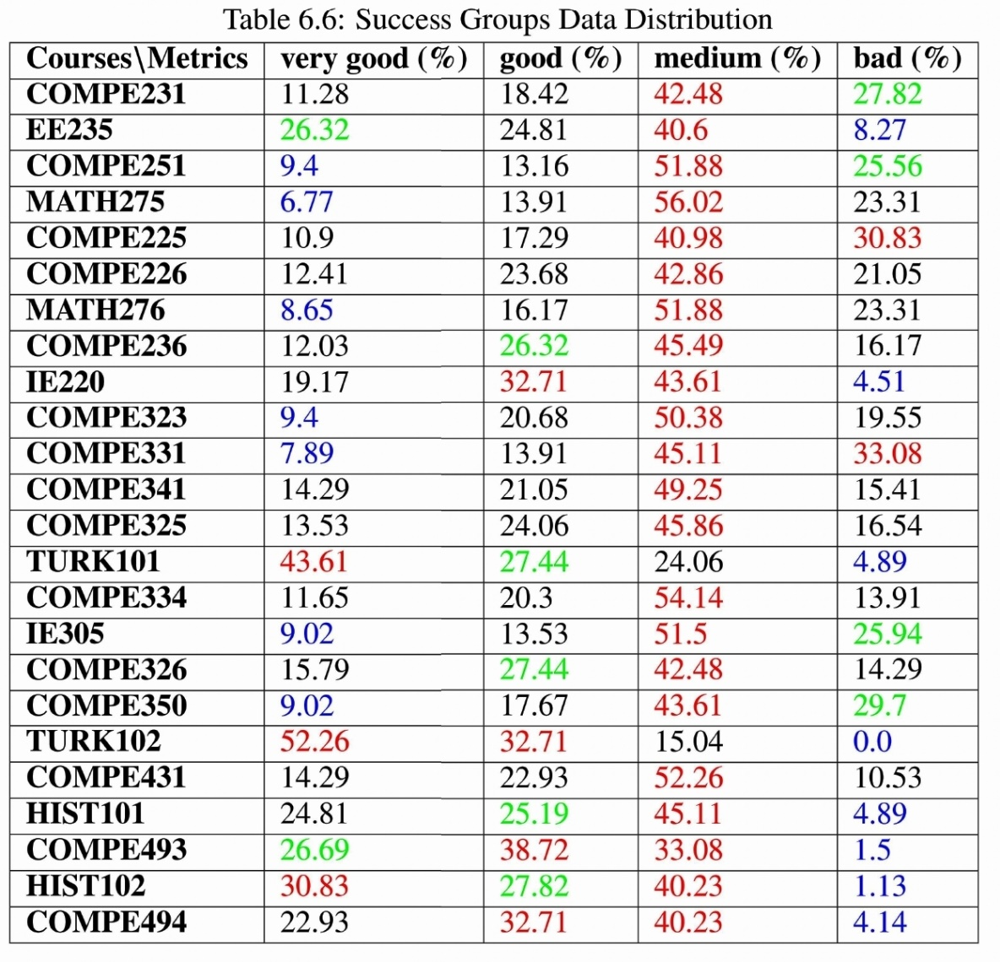 Table 6.6: Success Groups Data Distribution
Courses\Metrics very good (%) good (%) medium (%) bad (%)
COMPE231 11.28 18.42 42.48 27.82
EE235 26.32 24.81 40.6 8.27
COMPE251 9.4 13.16 51.88 25.56
MATH275 6.77 13.91 56.02 23.31
COMPE225 10.9 17.29 40.98 30.83
COMPE226 12.41 23.68 42.86 21.05
MATH276 8.65 16.17 51.88 23.31
COMPE236 12.03 26.32 45.49 16.17
IE220 19.17 32.71 43.61 4.51
COMPE323 9.4 20.68 50.38 19.55
COMPE331 7.89 13.91 45.11 33.08
COMPE341 14.29 21.05 49.25 15.41
COMPE325 13.53 24.06 45.86 16.54
TURK101 43.61 27.44 24.06 4.89
COMPE334 11.65 20.3 54.14 13.91
IE305 9.02 13.53 51.5 25.94
COMPE326 15.79 27.44 42.48 14.29
COMPE350 9.02 17.67 43.61 29.7
TURK102 52.26 32.71 15.04 0.0
COMPE431 14.29 22.93 52.26 10.53
HIST101 24.81 25.19 45.11 4.89
COMPE493 26.69 38.72 33.08 1.5
HIST102 30.83 27.82 40.23 1.13
COMPE494 22.93 32.71 40.23 4.14